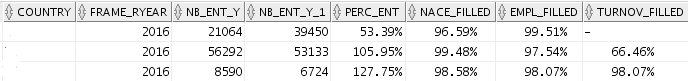 COUNTRY FRAME_RYEAR NB_ENT_Y NB_ENT_Y_1 PERC_ENT NACE_FILLED EMPL_FILLED TURNOV_FILLED
2016 21064 39450 53.39% 96.59% 99.51% -
2016 56292 53133 105.95% 99.48% 97.54% 66.46%
2016 8590 6724 127.75% 98.58% 98.07% 98.07%